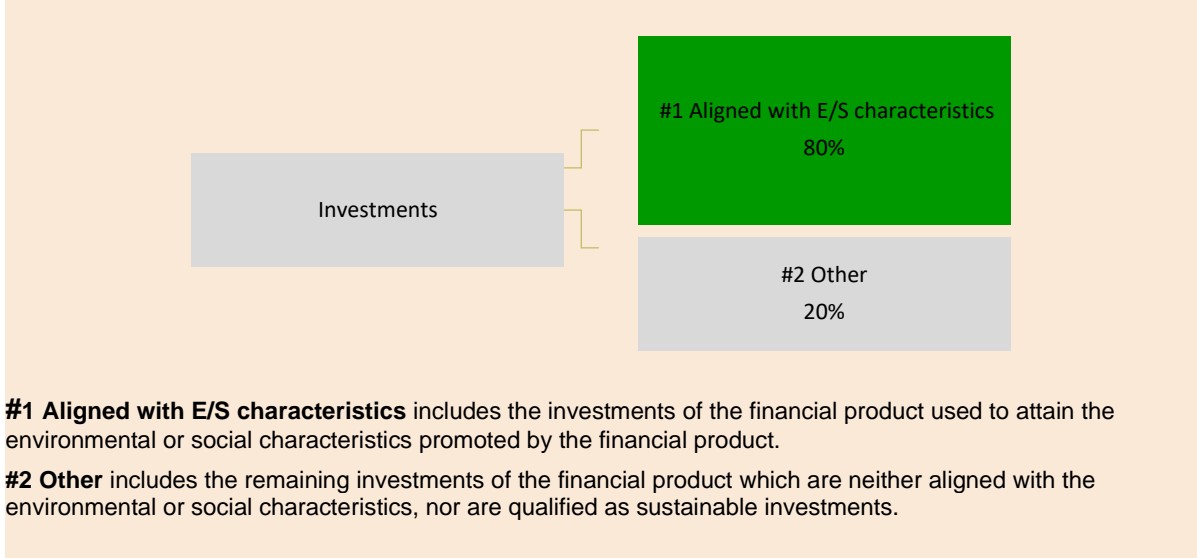 #1 Aligned with E/S characteristics
80%
Investments
#2 Other
20%
#1 Aligned with E/S characteristics includes the investments of the financial product used to attain the
environmental or social characteristics promoted by the financial product.
#2 Other includes the remaining investments of the financial product which are neither aligned with the
environmental or social characteristics, nor are qualified as sustainable investments.